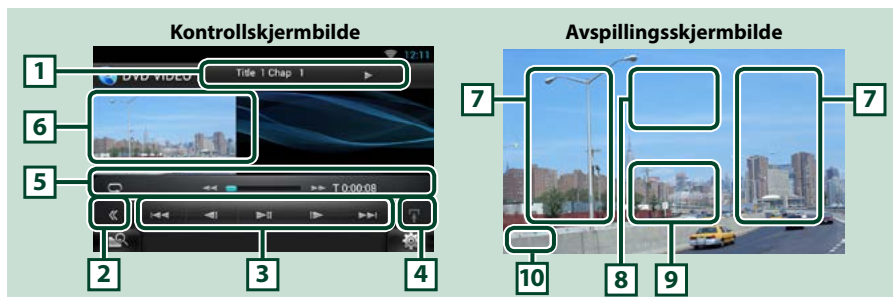 Kontrollskjermbilde
Avspillingsskjermbilde
12:11
1
DVD VIDEO
Title 1 Chap 1
7
7
6
8
5
T 0:00:08
2
3
4
10
8
9